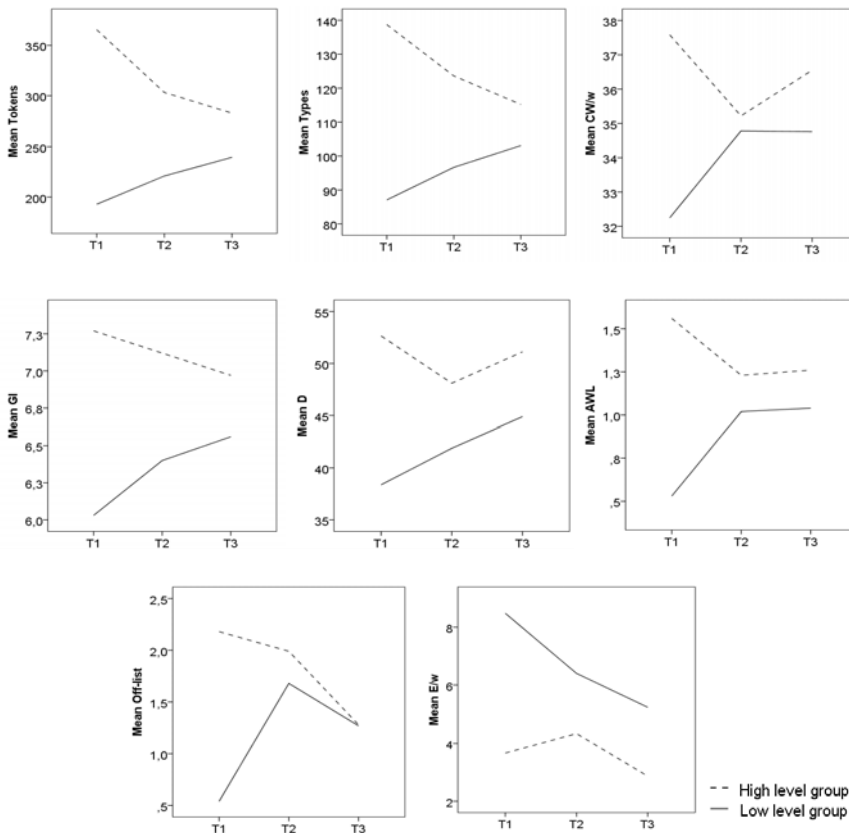 Mean Tokens
350
300
250
200
T1 T2 T3
Mean Types
140
130
120
110
100
90
80
T1 T2 T3
Mean CW/w
38
37
36
35
34
33
32
T1 T2 T3
Mean GI
7,3
7,0
6,8
6,5
6,3
6,0
T1 T2 T3
Mean D
55
50
45
40
35
T1 T2 T3
Mean AWL
1,5
1,3
1,0
,8
,5
T1 T2 T3
Mean Off-list
2,5
2,0
1,5
1,0
,5
T1 T2 T3
Mean E/w
8
6
4
2
T1 T2 T3
High level group
Low level group